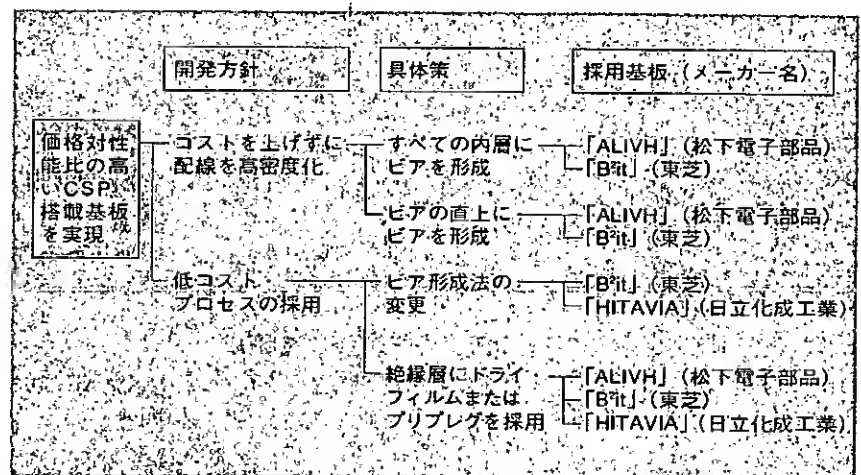 開発方針
具体策
採用基板（メーカー名）
価格対性
能比の高
いCSP
搭載基板
を実現
コストを上げずに
配線を高密度化
すべての内層に
ビアを形成
「ALIVH」（松下電子部品）
「B²it」（東芝）
ビアの直上に
ビアを形成
「ALIVH」（松下電子部品）
「B²it」（東芝）
低コスト
プロセスの採用
ビア形成法の
変更
「B²it」（東芝）
「HITAVIA」（日立化成工業）
絶縁層にドライ
フィルムまたは
プリプレグを採用
「ALIVH」（松下電子部品）
「B²it」（東芝）
「HITAVIA」（日立化成工業）